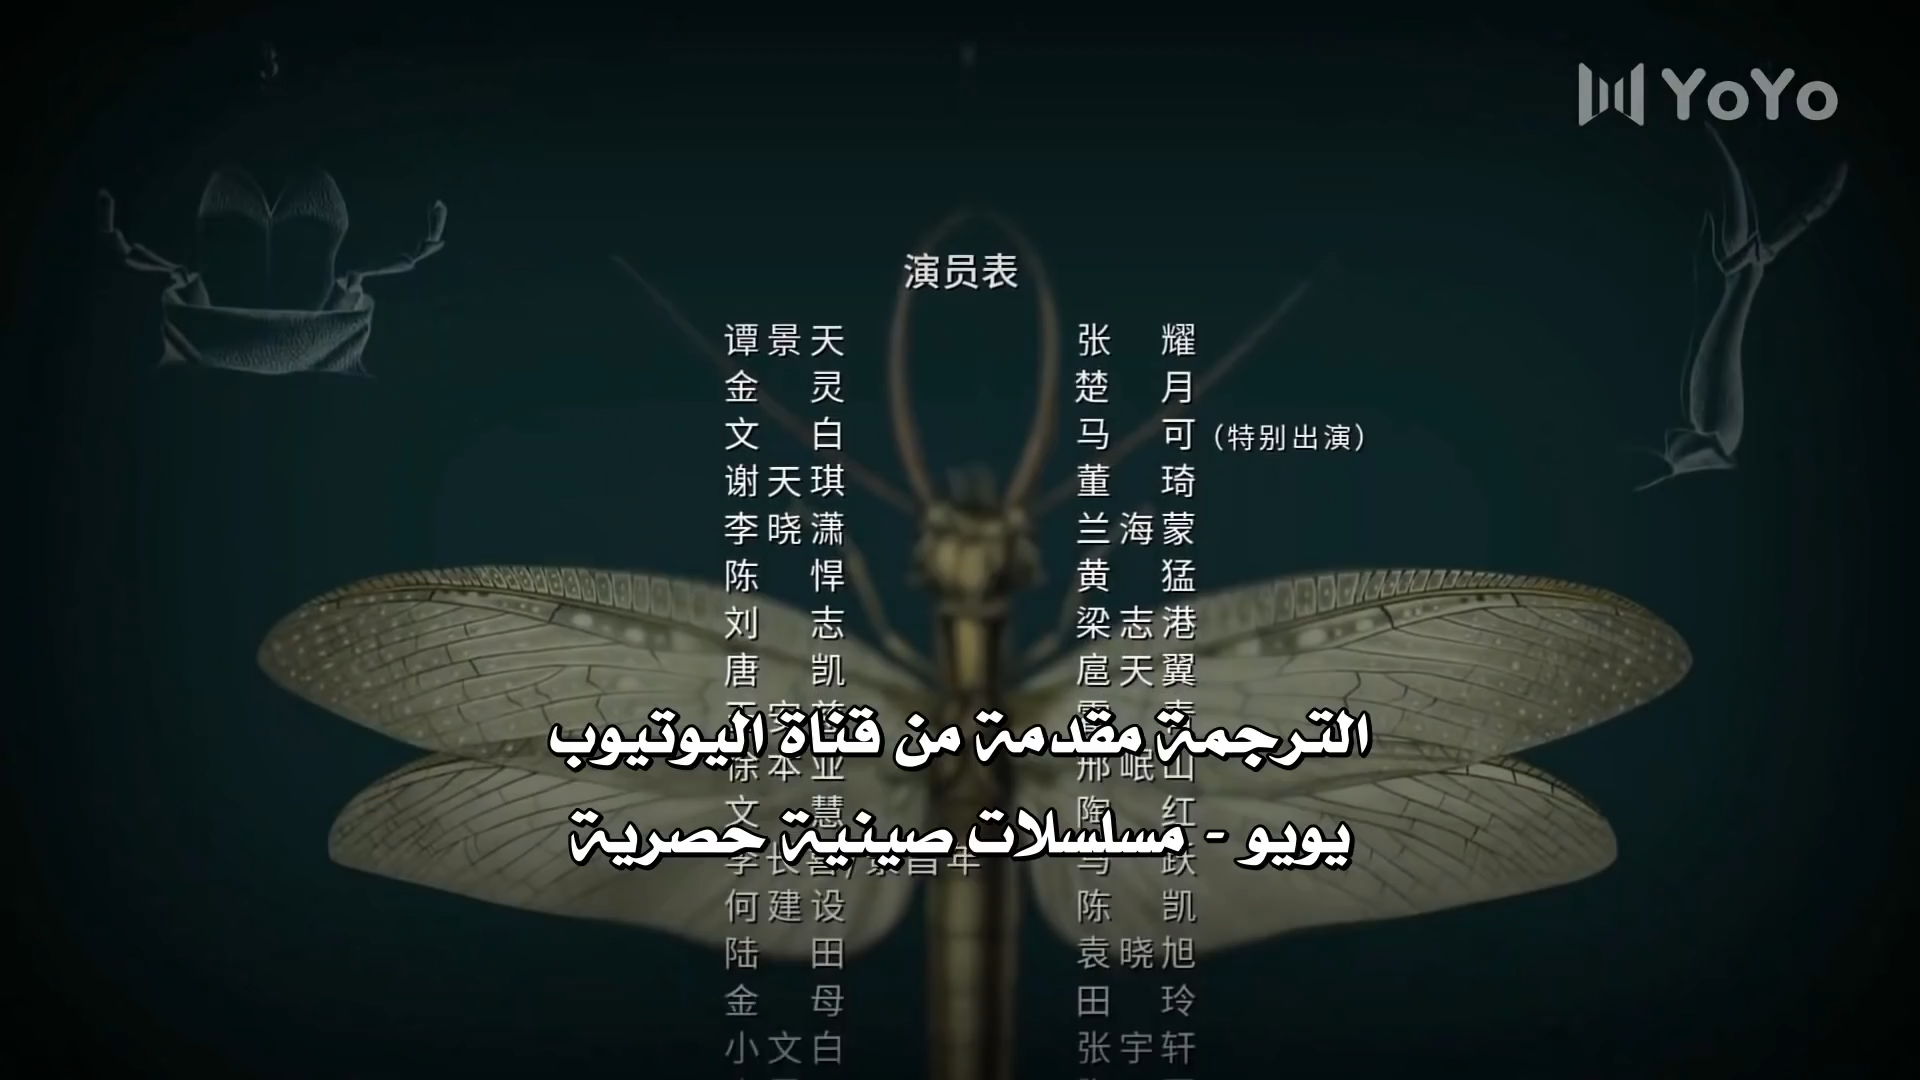 YoYo
演员表
谭景天 张耀
金灵 楚月
文白 马可（特别出演）
谢天琪 董琦
李晓潇 兰海蒙
陈悍 黄猛
刘志 梁志港
唐凯 扈天翼
الترجمة مقدمة من قناة اليوتيوب
徐本业 邢岷山
文慧 陶红
يويو - مسلسلات صينية حصرية
何建设 陈凯
陆田 袁晓旭
金母 田玲
小文白 张宇轩